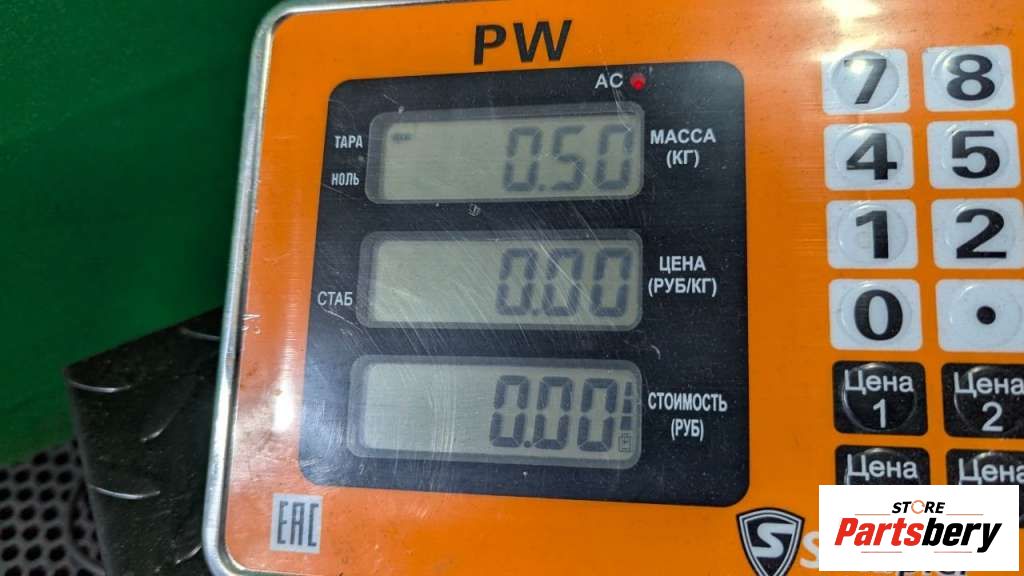 PW
AC
ТАРА
НОЛЬ
0.50
МАССА
(КГ)
СТАБ
0.00
ЦЕНА
(РУБ/КГ)
0.00
СТОИМОСТЬ
(РУБ)
7 8
4 5
1 2
0 .
Цена
1
Цена
2
Цена
Цена
EAC
S
STORE
Partsbery